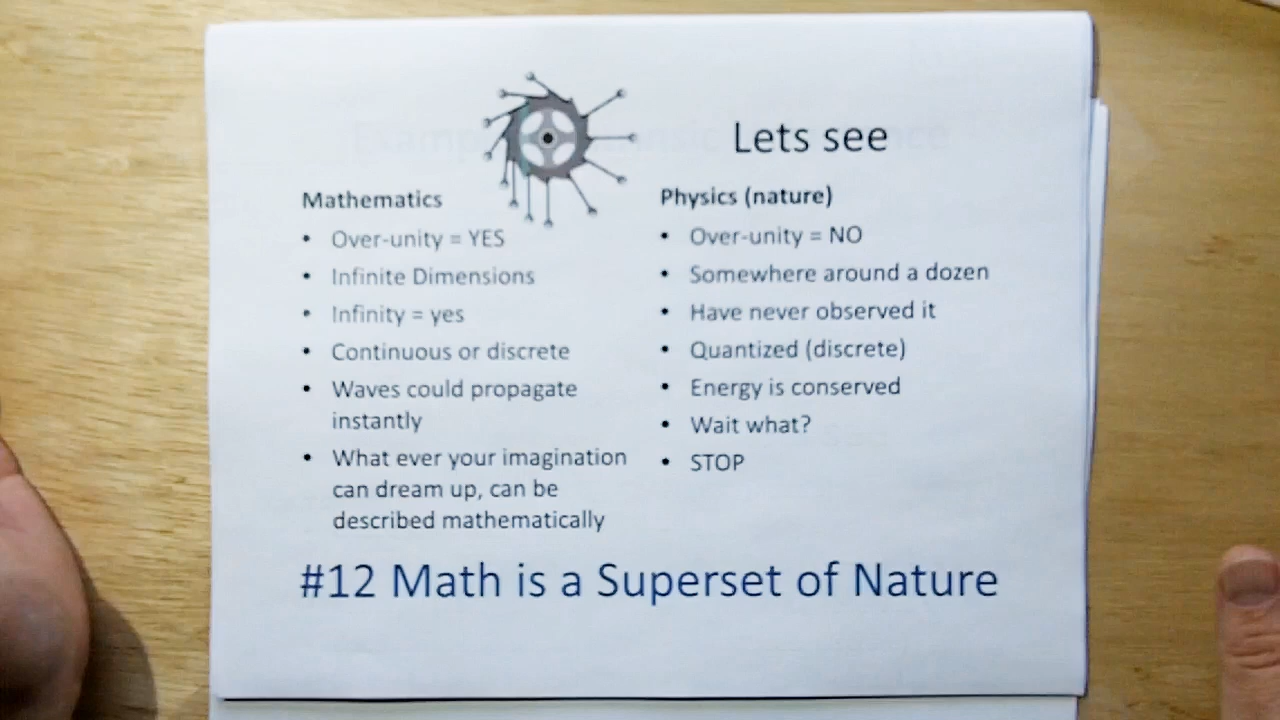 Lets see
Mathematics
• Over-unity = YES
• Infinite Dimensions
• Infinity = yes
• Continuous or discrete
• Waves could propagate
instantly
• What ever your imagination
can dream up, can be
described mathematically
Physics (nature)
• Over-unity = NO
• Somewhere around a dozen
• Have never observed it
• Quantized (discrete)
• Energy is conserved
• Wait what?
• STOP
#12 Math is a Superset of Nature